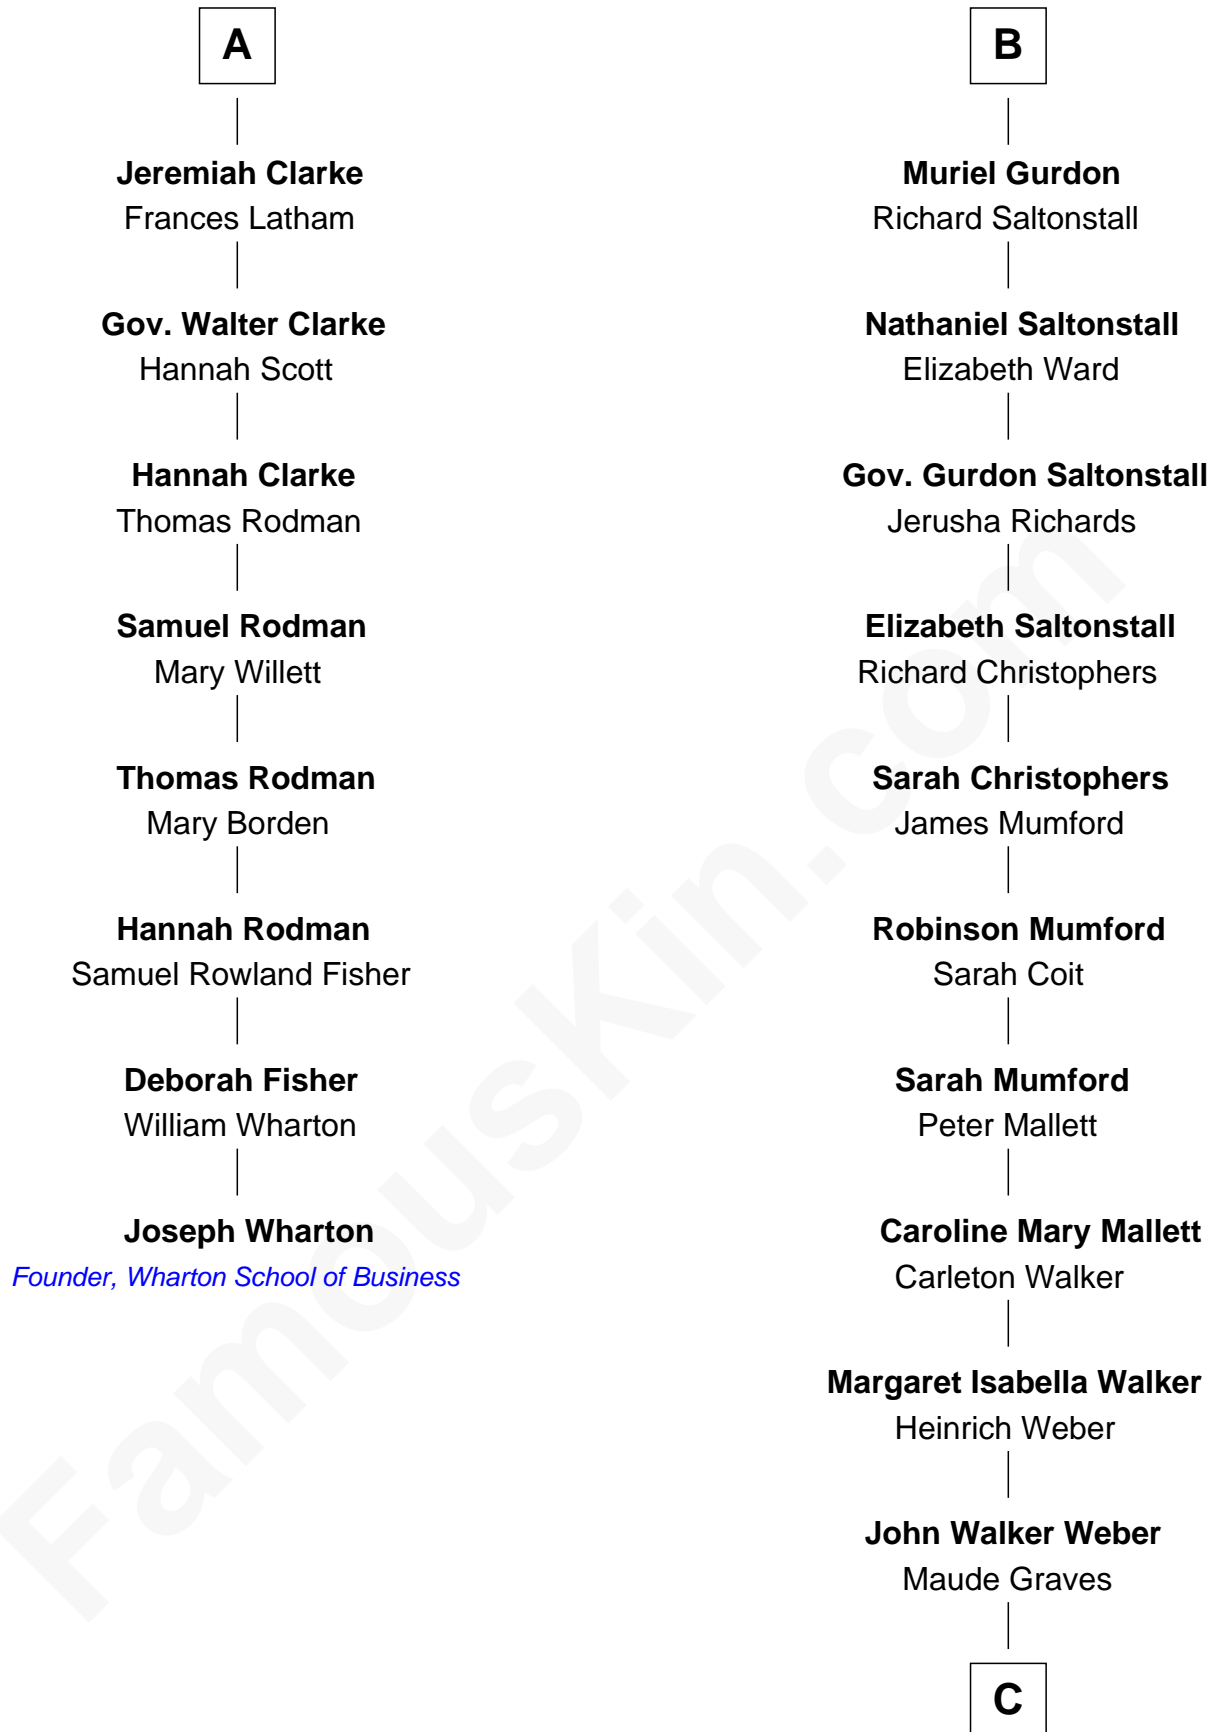 A
Jeremiah Clarke
Frances Latham
Gov. Walter Clarke
Hannah Scott
Hannah Clarke
Thomas Rodman
Samuel Rodman
Mary Willett
Thomas Rodman
Mary Borden
Hannah Rodman
Samuel Rowland Fisher
Deborah Fisher
William Wharton
Joseph Wharton
Founder, Wharton School of Business
B
Muriel Gurdon
Richard Saltonstall
Nathaniel Saltonstall
Elizabeth Ward
Gov. Gurdon Saltonstall
Jerusha Richards
Elizabeth Saltonstall
Richard Christophers
Sarah Christophers
James Mumford
Robinson Mumford
Sarah Coit
Sarah Mumford
Peter Mallett
Caroline Mary Mallett
Carleton Walker
Margaret Isabella Walker
Heinrich Weber
John Walker Weber
Maude Graves
C
FamousKin.com